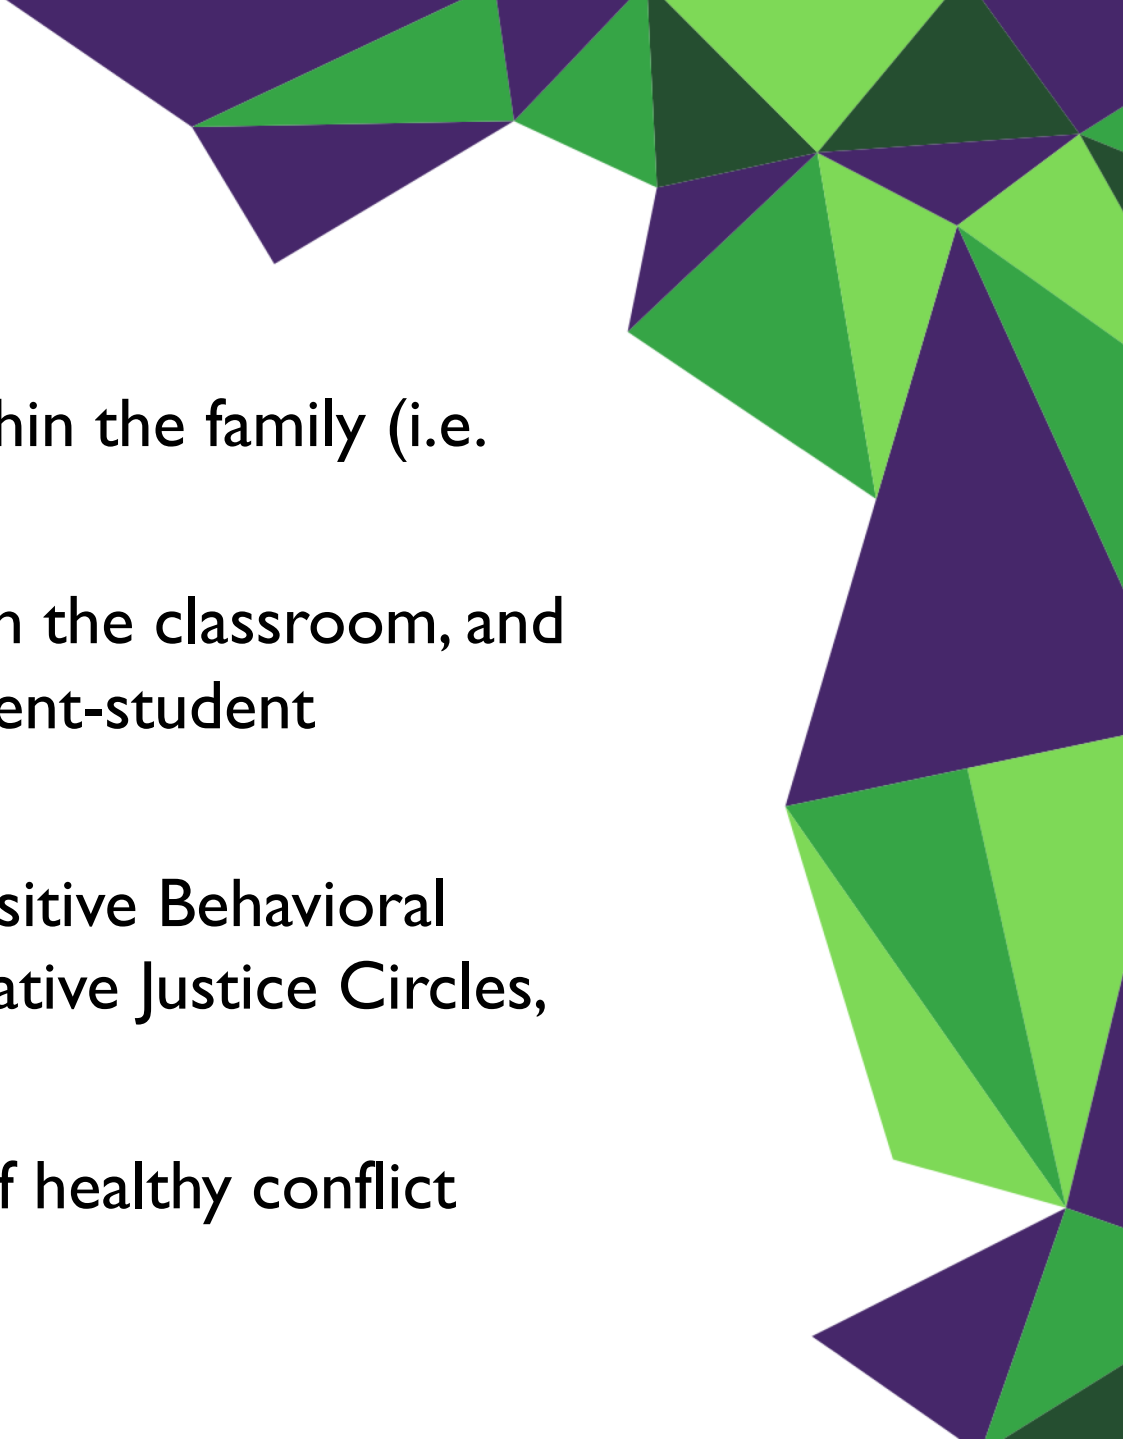 hin the family (i.e.
n the classroom, and
ent-student
sitive Behavioral
ative Justice Circles,
f healthy conflict